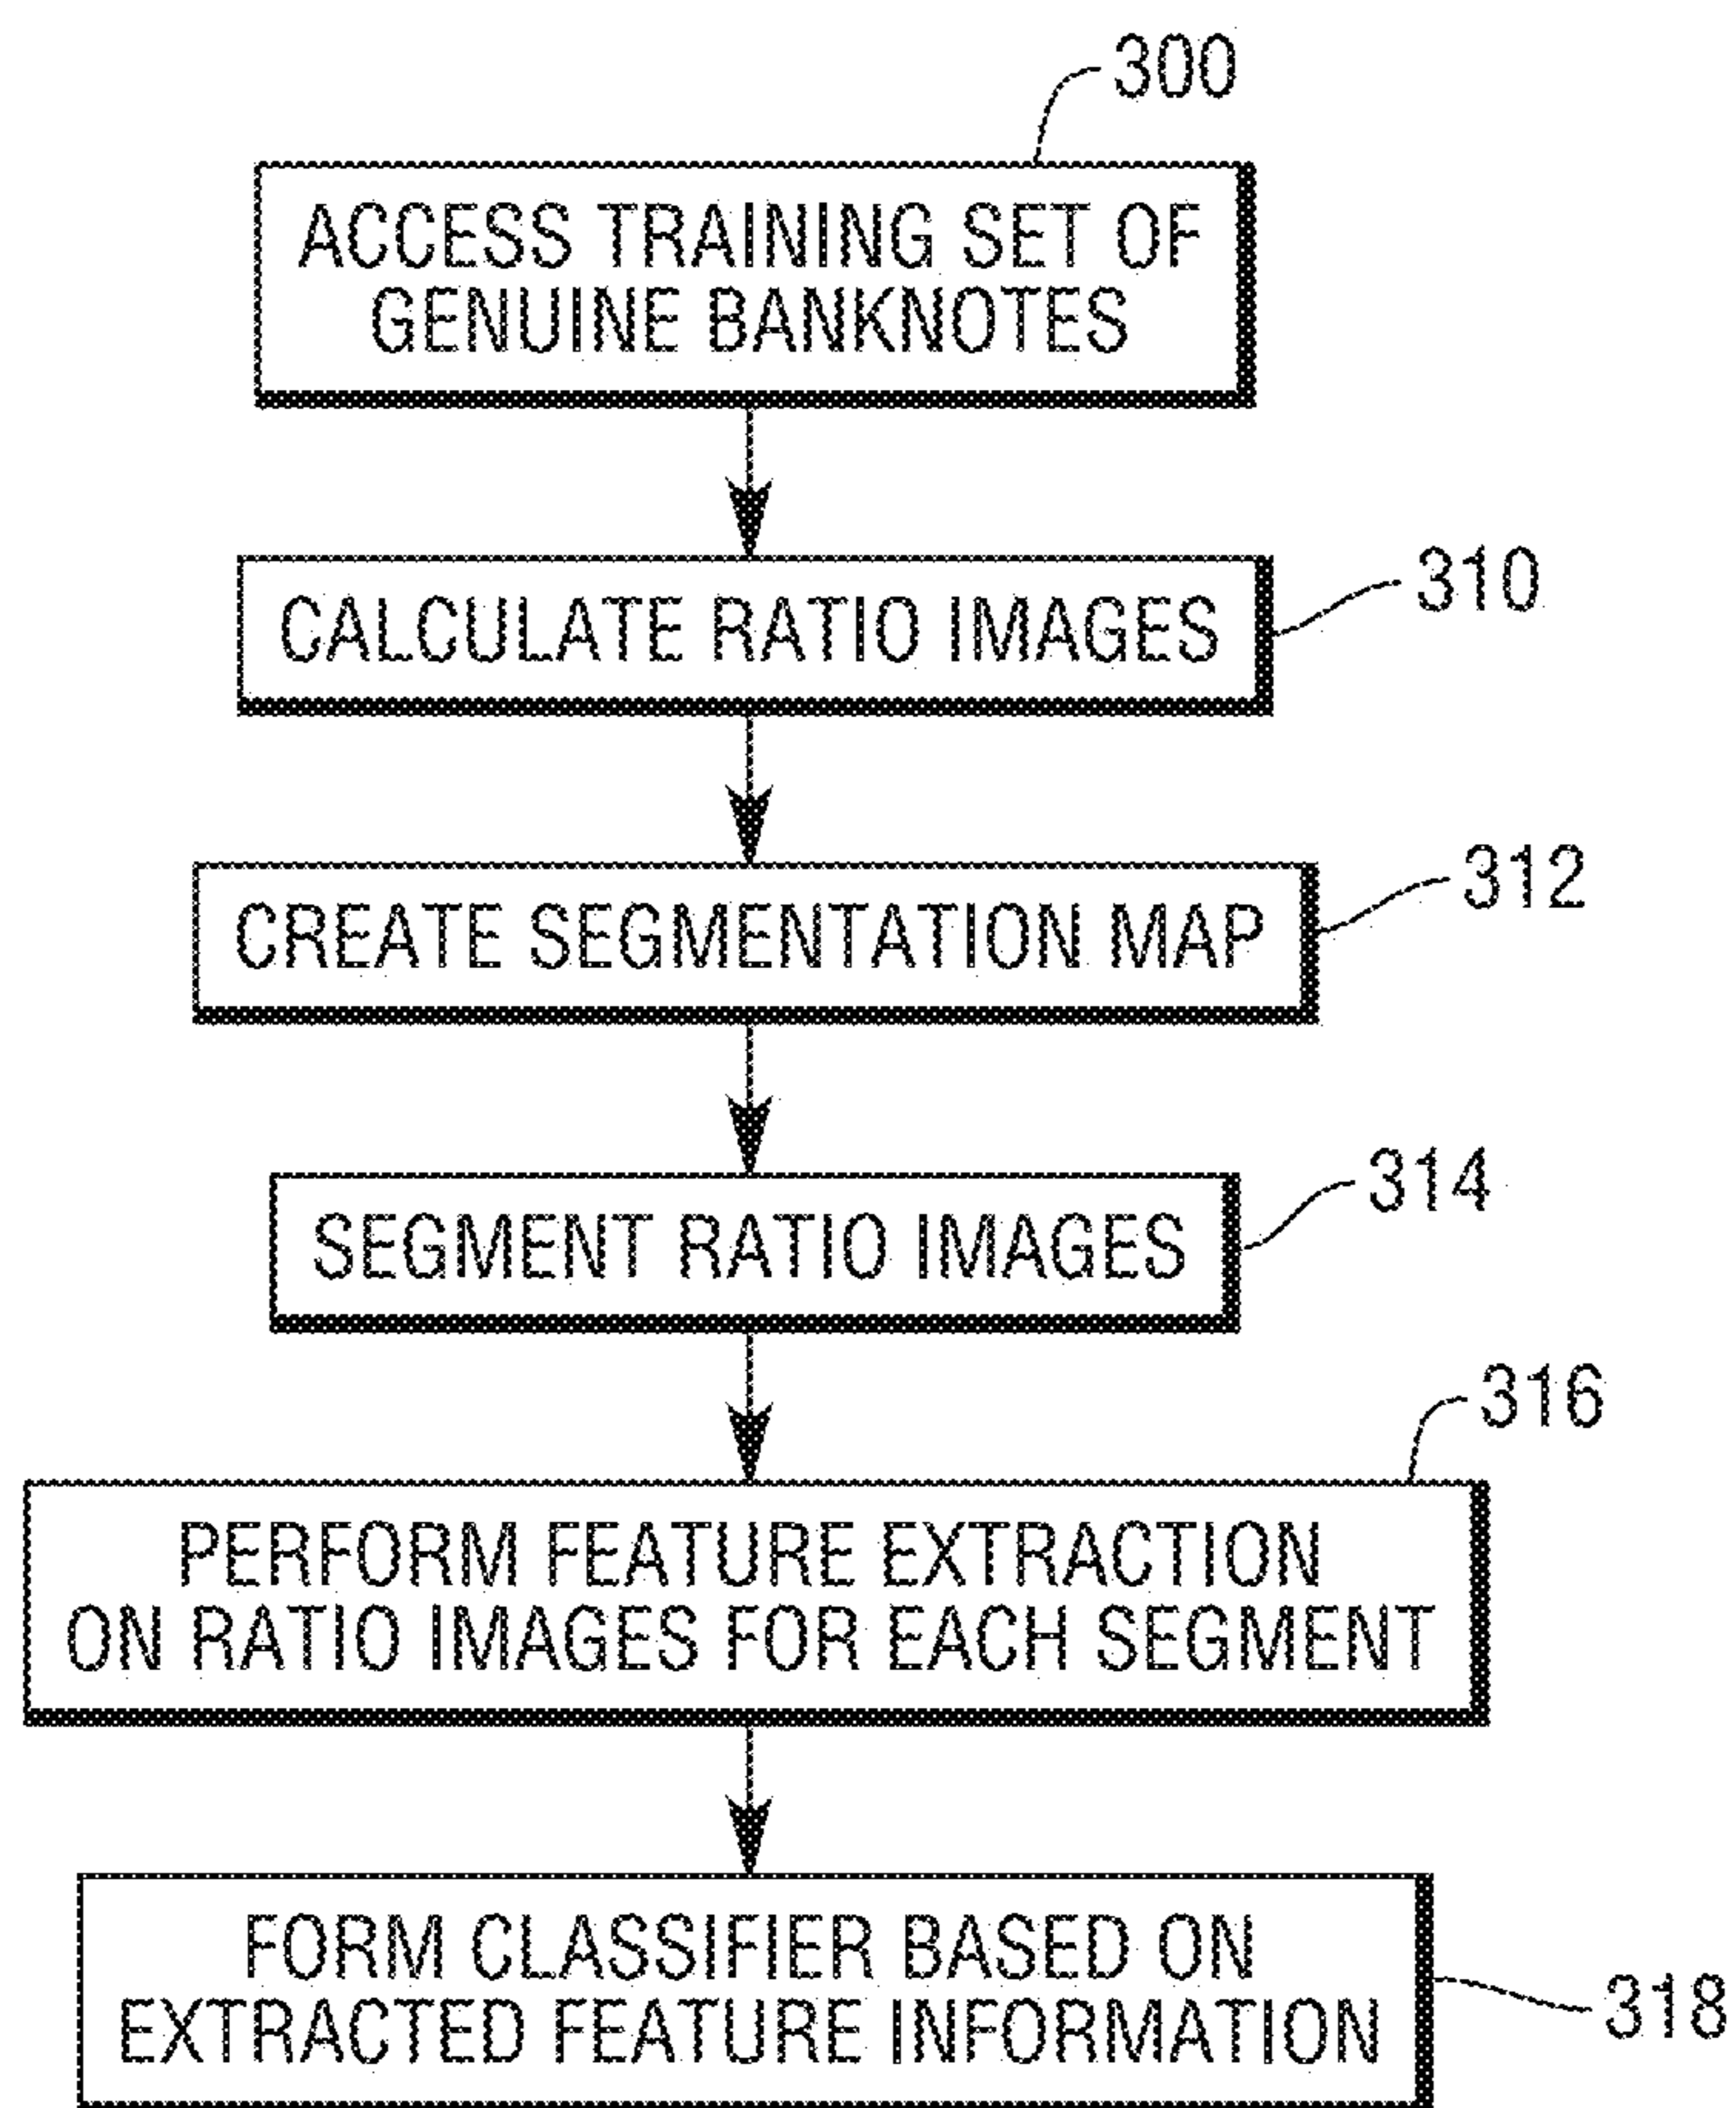 300
ACCESS TRAINING SET OF
GENUINE BANKNOTES
310
CALCULATE RATIO IMAGES
312
CREATE SEGMENTATION MAP
314
SEGMENT RATIO IMAGES
316
PERFORM FEATURE EXTRACTION
ON RATIO IMAGES FOR EACH SEGMENT
FORM CLASSIFIER BASED ON
EXTRACTED FEATURE INFORMATION
318